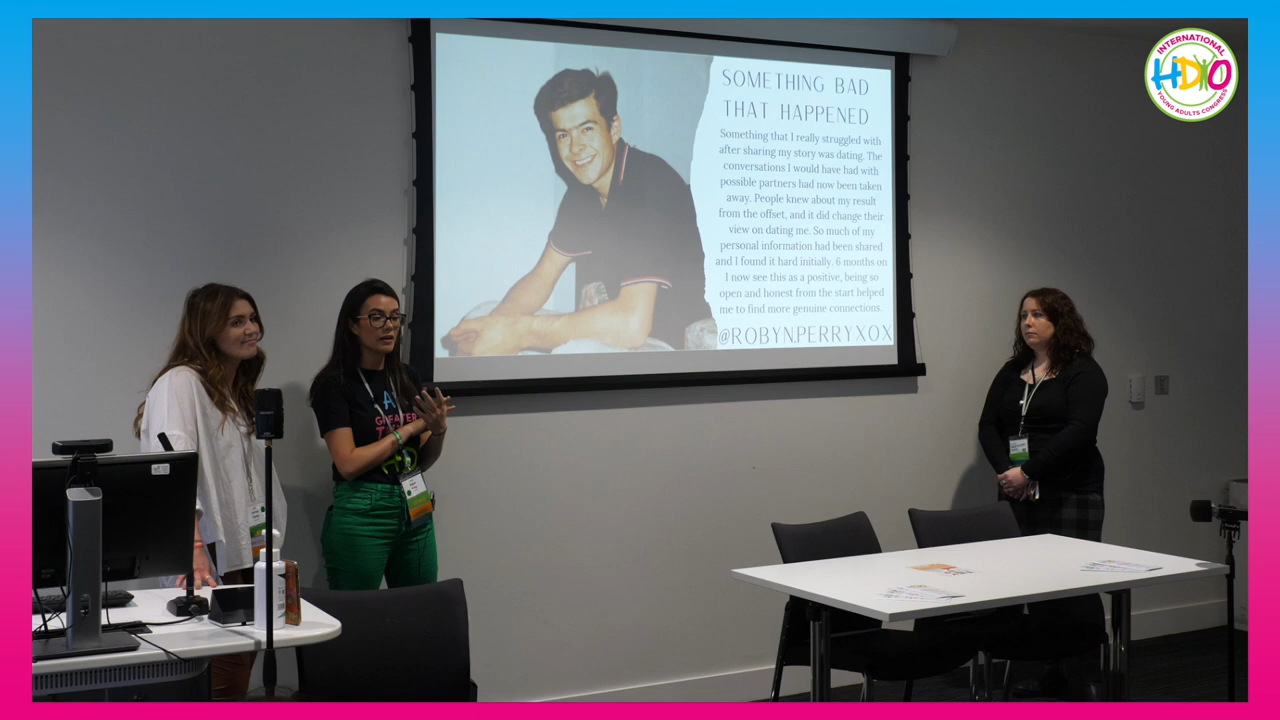 INTERNATIONAL
HDYO
YOUNG ADULTS CONGRESS
SOMETHING BAD
THAT HAPPENED
Something that I really struggled with
after sharing my story was dating. The
conversations I would have had with
possible partners had now been taken
away. People knew about my result
from the offset, and it did change their
view on dating me. So much of my
personal information had been shared
and I found it hard initially. 6 months on
I now see this as a positive, being so
open and honest from the start helped
me to find more genuine connections.
@ROBYN.PERRYXOX
GREATER